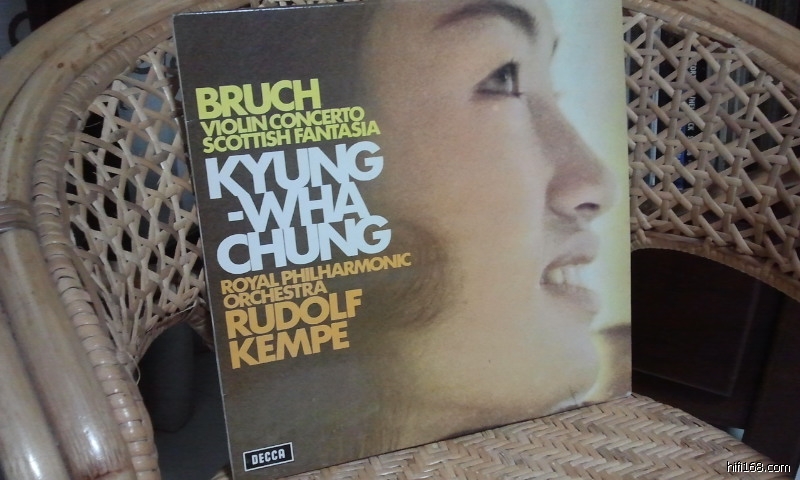 BRUCH
VIOLIN CONCERTO
SCOTTISH FANTASIA
KYUNG
-WHA
CHUNG
ROYAL PHILHARMONIC
ORCHESTRA
RUDOLF
KEMPE
DECCA
hifi168.com